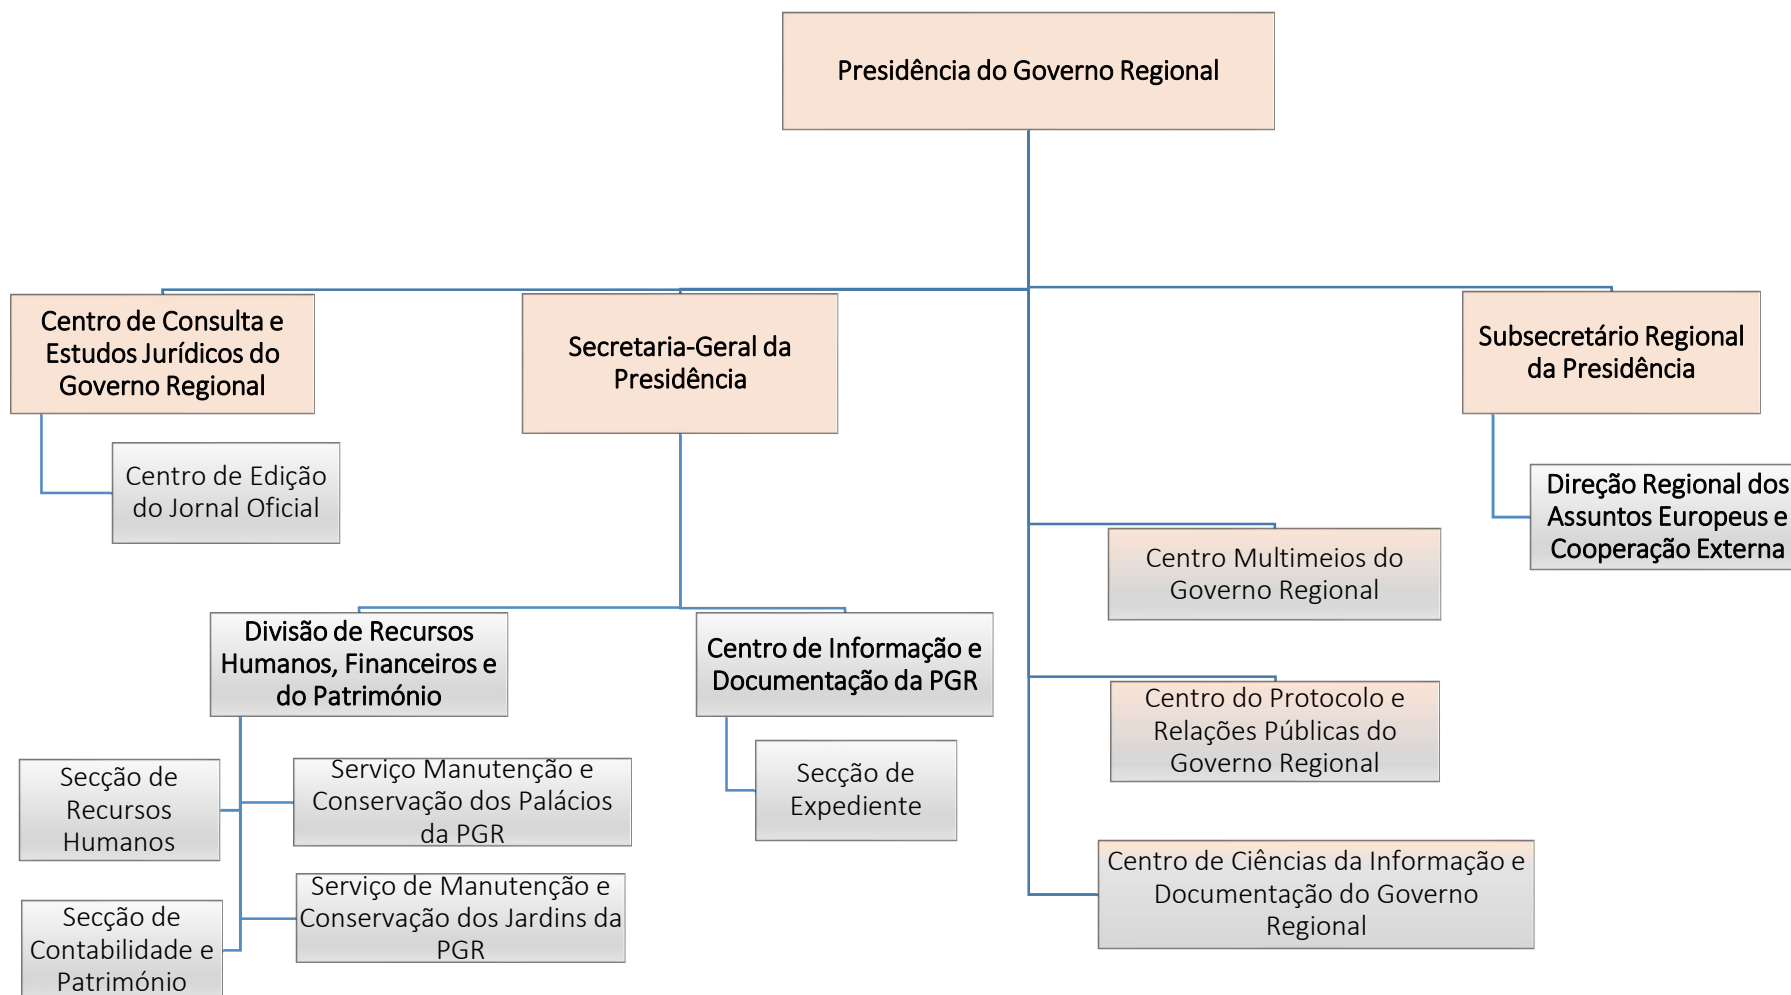 Presidência do Governo Regional
Centro de Consulta e
Estudos Jurídicos do
Governo Regional
Secretaria-Geral da
Presidência
Subsecretário Regional
da Presidência
Centro de Edição
do Jornal Oficial
Direção Regional dos
Assuntos Europeus e
Cooperação Externa
Centro Multimeios do
Governo Regional
Divisão de Recursos
Humanos, Financeiros e
do Património
Centro de Informação e
Documentação da PGR
Centro do Protocolo e
Relações Públicas do
Governo Regional
Secção de
Recursos
Humanos
Serviço Manutenção e
Conservação dos Palácios
da PGR
Secção de
Expediente
Centro de Ciências da Informação e
Documentação do Governo
Regional
Secção de
Contabilidade e
Património
Serviço de Manutenção e
Conservação dos Jardins da
PGR